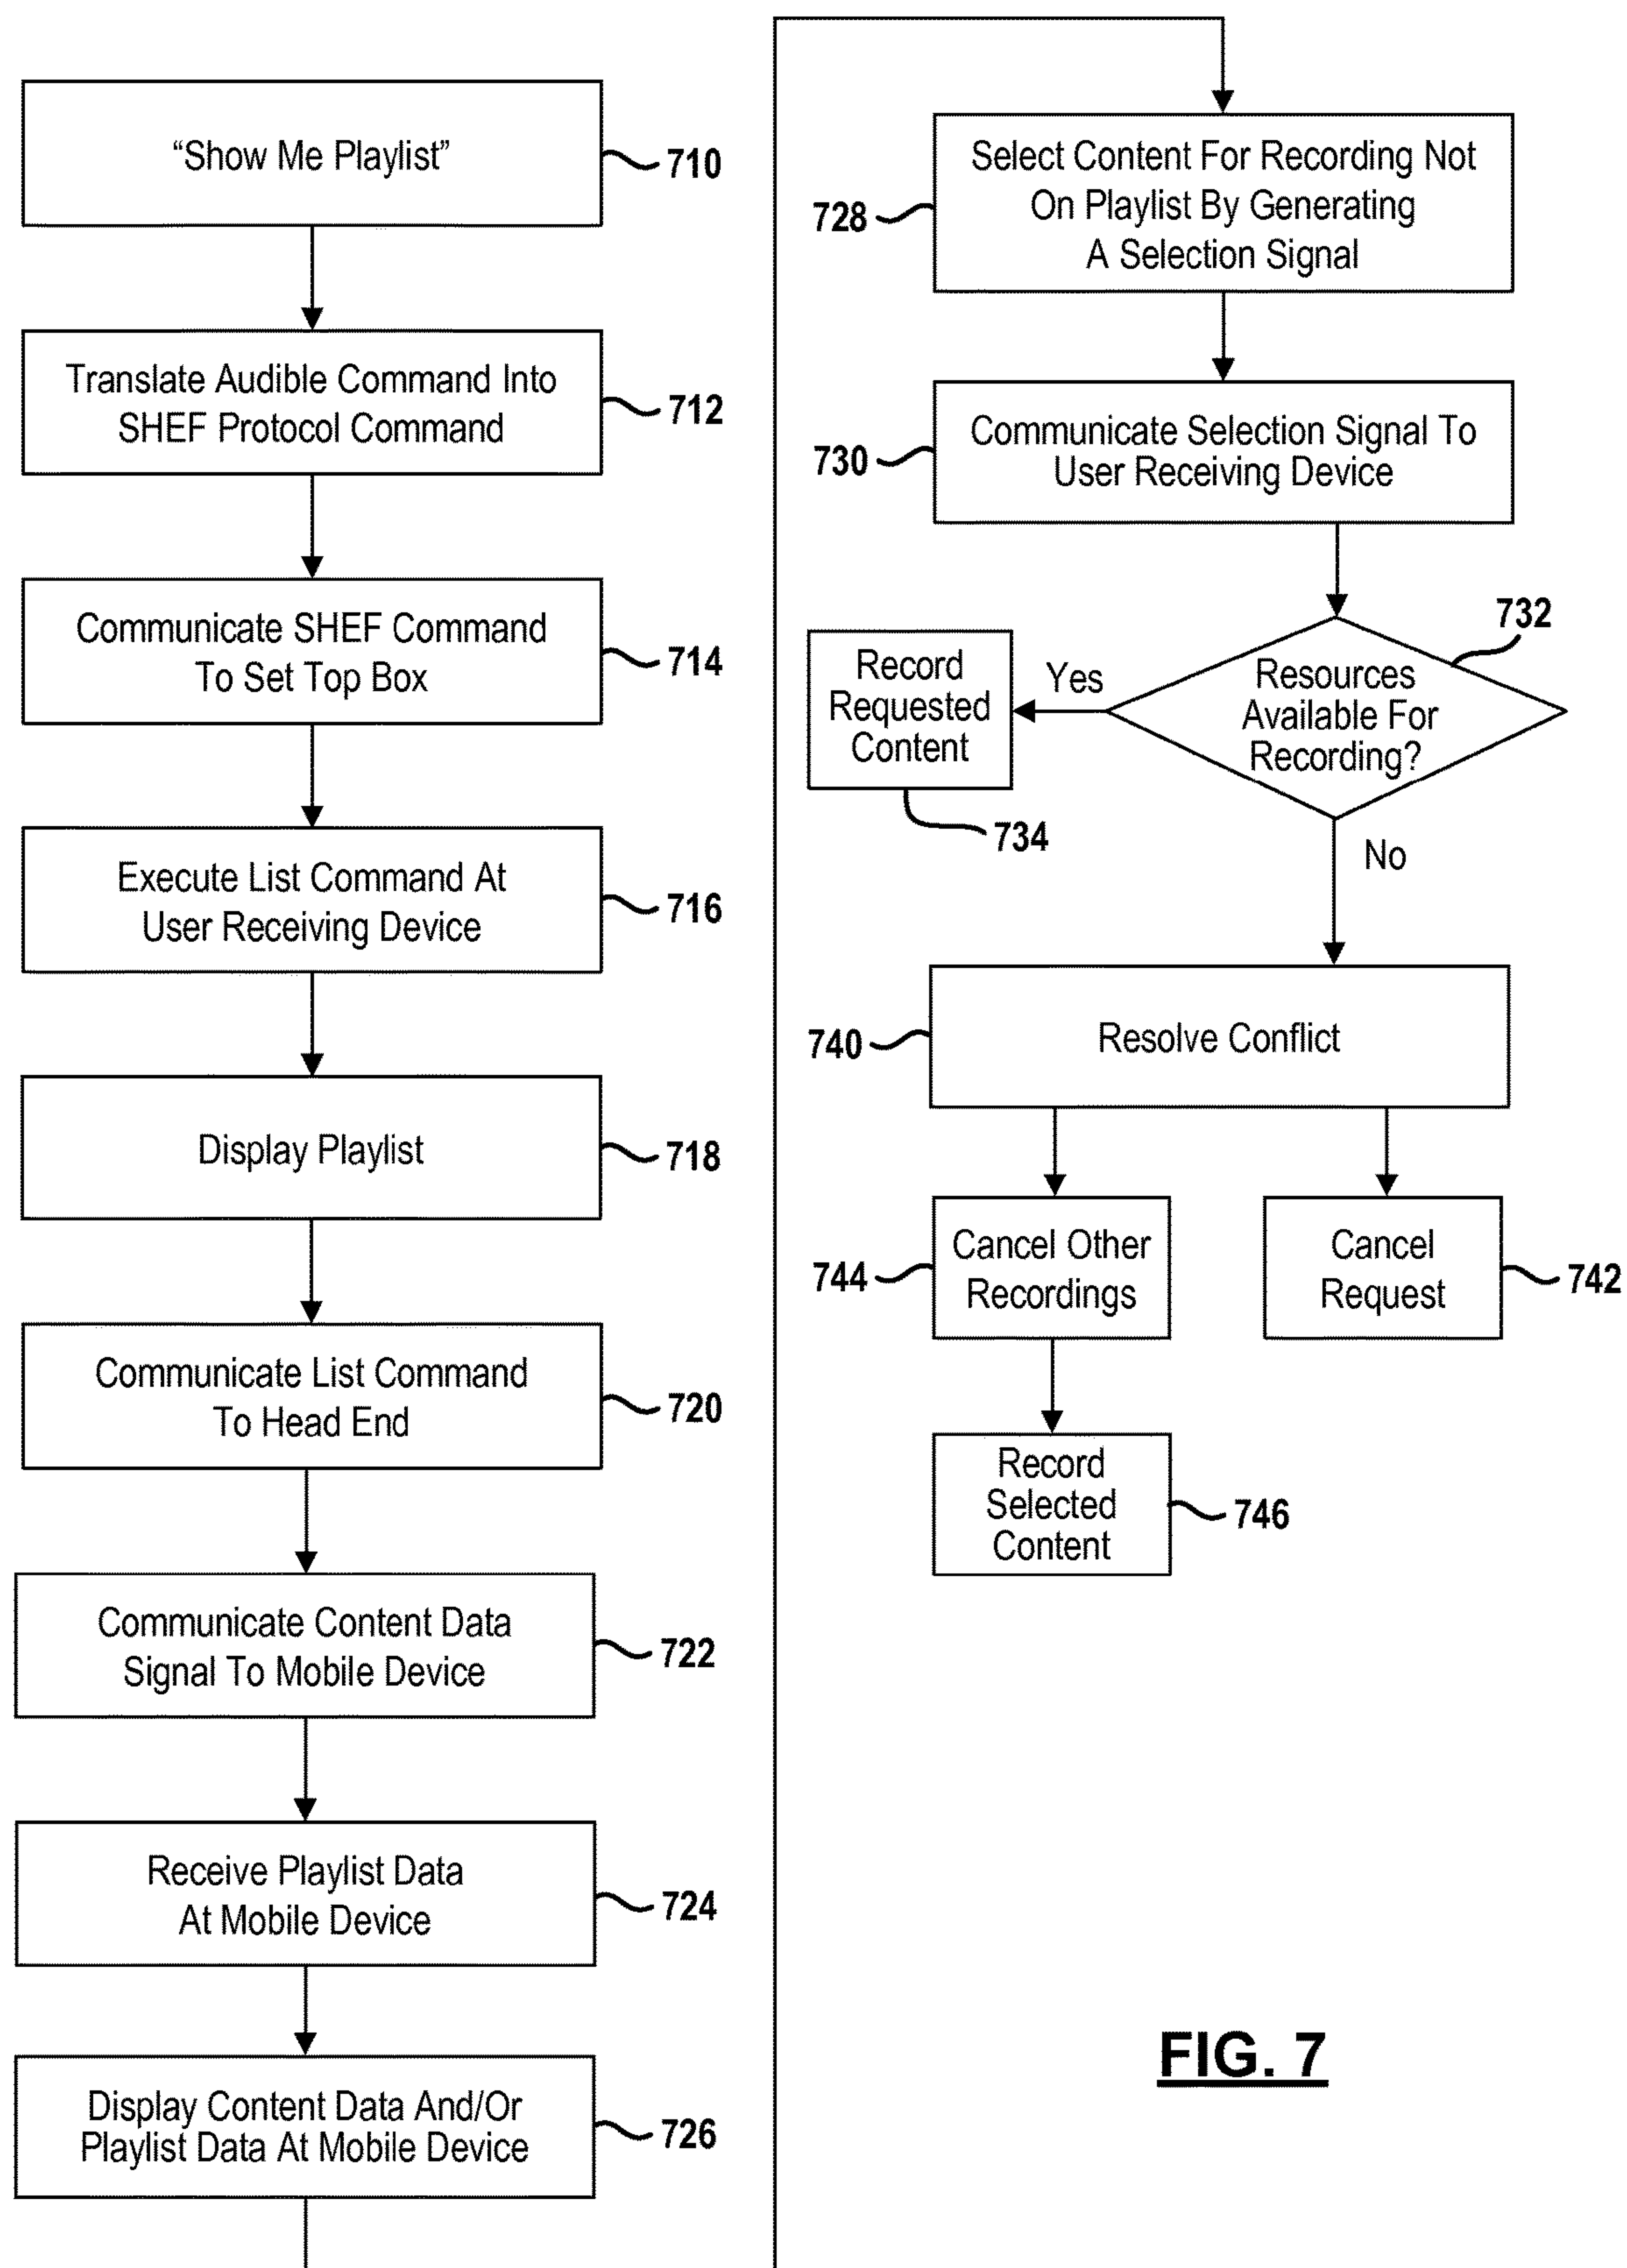 “Show Me Playlist”
710
Translate Audible Command Into
SHEF Protocol Command
712
Communicate SHEF Command
To Set Top Box
714
Execute List Command At
User Receiving Device
716
Display Playlist
718
Communicate List Command
To Head End
720
Communicate Content Data
Signal To Mobile Device
722
Receive Playlist Data
At Mobile Device
724
Display Content Data And/Or
Playlist Data At Mobile Device
726
Select Content For Recording Not
On Playlist By Generating
A Selection Signal
728
Communicate Selection Signal To
User Receiving Device
730
Resources
Available For
Recording?
732
Yes
Record
Requested
Content
734
No
Resolve Conflict
740
Cancel Other
Recordings
744
Cancel
Request
742
Record
Selected
Content
746
FIG. 7